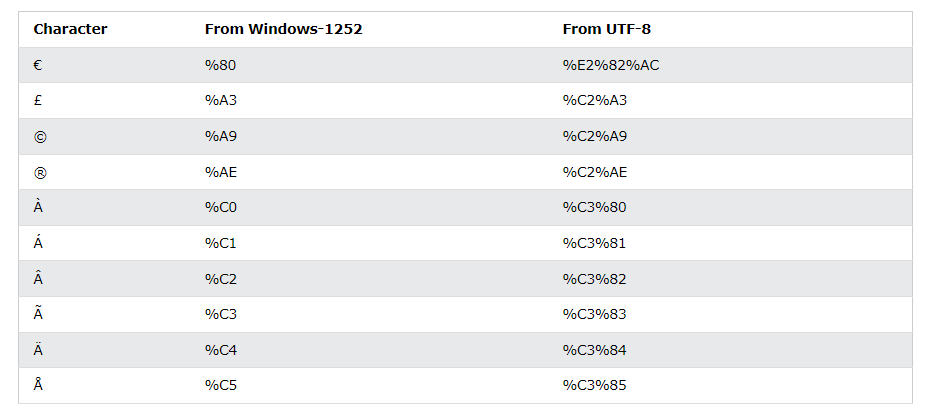 Character From Windows-1252 From UTF-8
€ %80 %E2%82%AC
£ %A3 %C2%A3
© %A9 %C2%A9
® %AE %C2%AE
À %C0 %C3%80
Á %C1 %C3%81
Â %C2 %C3%82
Ã %C3 %C3%83
Ä %C4 %C3%84
Å %C5 %C3%85